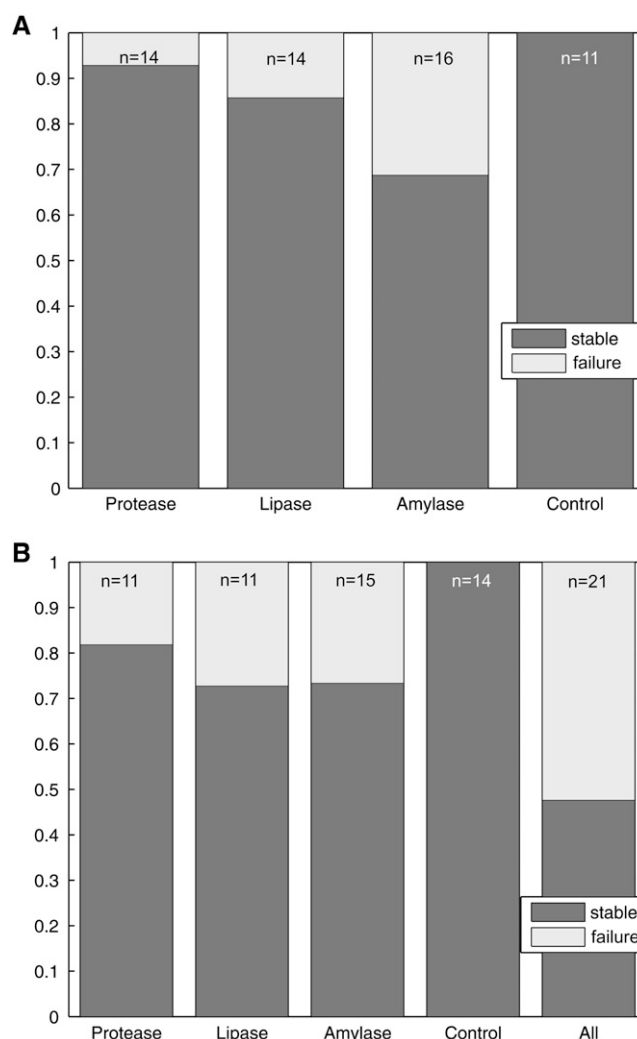 A
1
n=14 n=14 n=16 n=11
0.9
0.8
0.7
0.6
0.5
0.4
0.3
0.2
0.1
0
stable
failure
Protease Lipase Amylase Control
B
1
n=11 n=11 n=15 n=14 n=21
0.9
0.8
0.7
0.6
0.5
0.4
0.3
0.2
0.1
0
stable
failure
Protease Lipase Amylase Control All